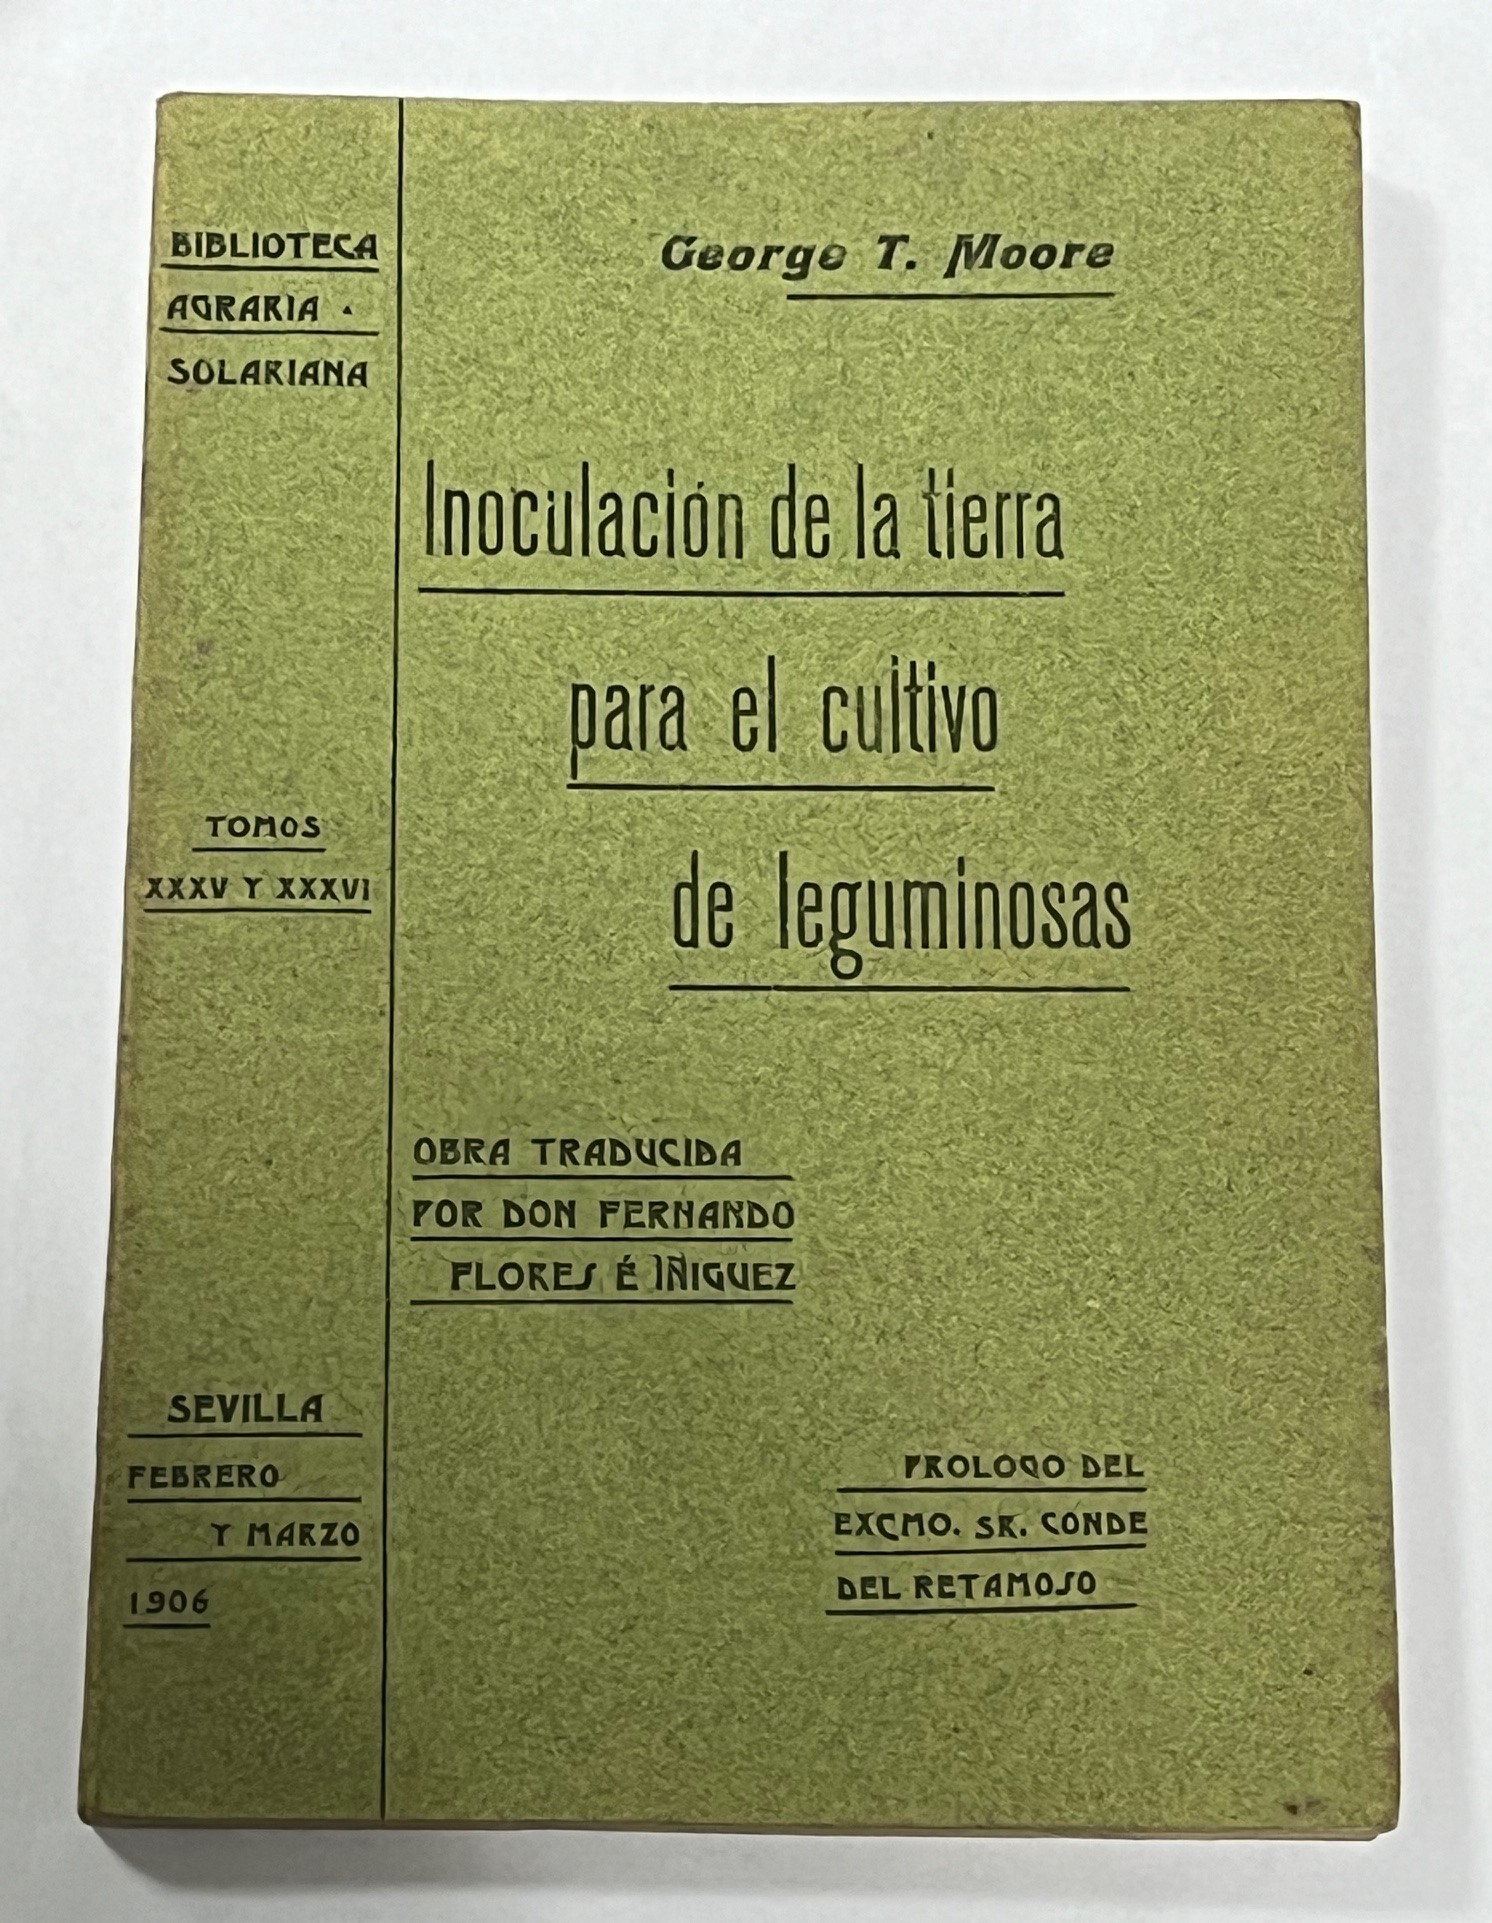 BIBLIOTECA
AGRARIA ·
SOLARIANA
TOMOS
XXXV Y XXXVI
SEVILLA
FEBRERO
Y MARZO
1906
George T. Moore
Inoculación de la tierra
para el cultivo
de leguminosas
OBRA TRADUCIDA
POR DON FERNANDO
FLORES É IÑIGUEZ
PROLOGO DEL
EXCMO. SR. CONDE
DEL RETAMOSO